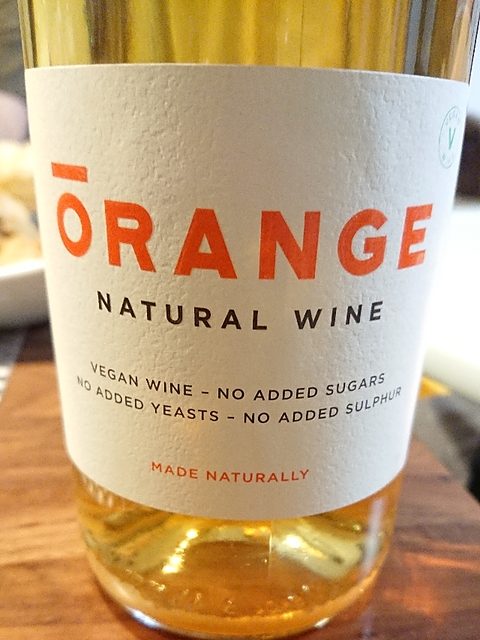 ŌRANGE
NATURAL WINE
VEGAN WINE – NO ADDED SUGARS
NO ADDED YEASTS – NO ADDED SULPHUR
MADE NATURALLY
V